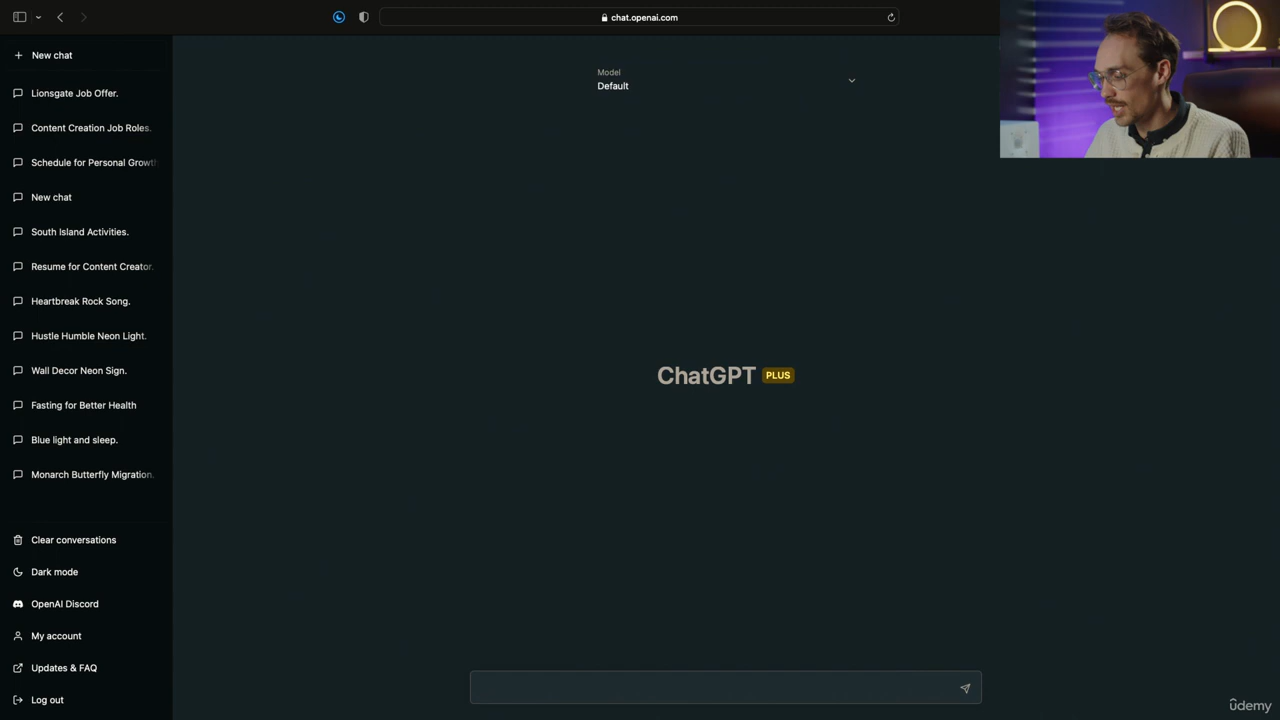 chat.openai.com
New chat
Lionsgate Job Offer.
Content Creation Job Roles.
Schedule for Personal Growth
New chat
South Island Activities.
Resume for Content Creator.
Heartbreak Rock Song.
Hustle Humble Neon Light.
Wall Decor Neon Sign.
Fasting for Better Health
Blue light and sleep.
Monarch Butterfly Migration.
Clear conversations
Dark mode
OpenAI Discord
My account
Updates & FAQ
Log out
Model
Default
ChatGPT PLUS
ûdemy